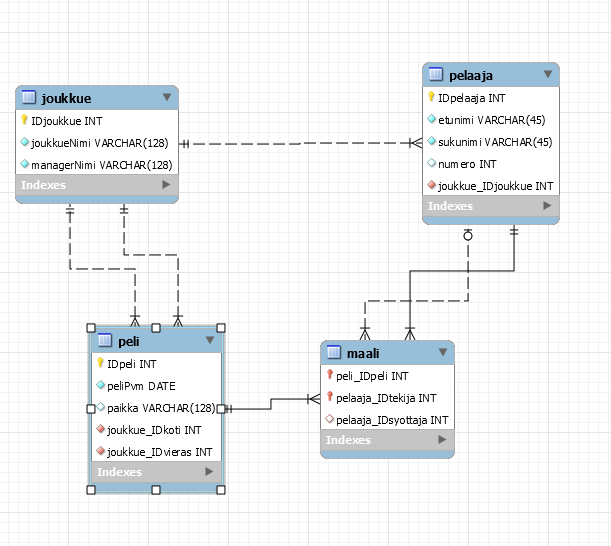 joukkue
IDjoukkue INT
joukkueNimi VARCHAR(128)
managerNimi VARCHAR(128)
Indexes
pelaaja
IDpelaaja INT
etunimi VARCHAR(45)
sukunimi VARCHAR(45)
numero INT
joukkue_IDjoukkue INT
Indexes
peli
IDpeli INT
peliPvm DATE
paikka VARCHAR(128)
joukkue_IDkoti INT
joukkue_IDvieras INT
Indexes
maali
peli_IDpeli INT
pelaaja_IDtekija INT
pelaaja_IDsyottaja INT
Indexes